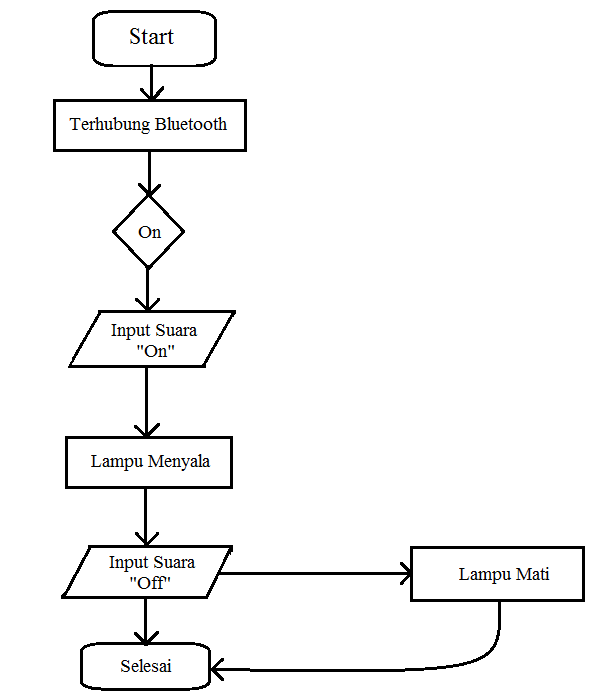 Start
Terhubung Bluetooth
On
Input Suara
"On"
Lampu Menyala
Input Suara
"Off"
Lampu Mati
Selesai